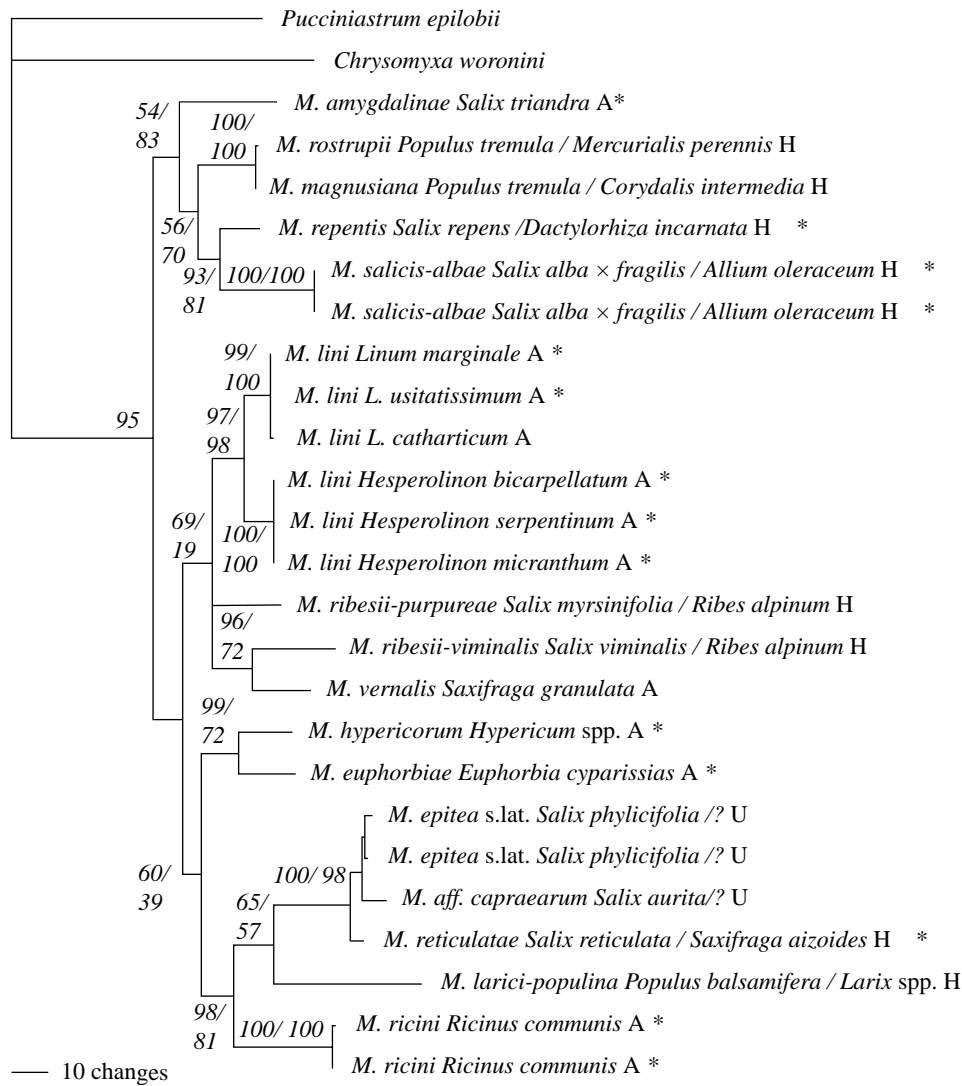 Pucciniastrum epilobii
Chrysomyxa woronini
54/
83
M. amygdalinae Salix triandra A*
100/
100
M. rostrupii Populus tremula / Mercurialis perennis H
M. magnusiana Populus tremula / Corydalis intermedia H
56/
70
M. repentis Salix repens /Dactylorhiza incarnata H *
93/
81
100/100
M. salicis-albae Salix alba × fragilis / Allium oleraceum H *
M. salicis-albae Salix alba × fragilis / Allium oleraceum H *
99/
100
M. lini Linum marginale A *
M. lini L. usitatissimum A *
97/
98
95
M. lini L. catharticum A
M. lini Hesperolinon bicarpellatum A *
M. lini Hesperolinon serpentinum A *
69/
19
100/
100
M. lini Hesperolinon micranthum A *
M. ribesii-purpureae Salix myrsinifolia / Ribes alpinum H
96/
72
M. ribesii-viminalis Salix viminalis / Ribes alpinum H
M. vernalis Saxifraga granulata A
99/
72
M. hypericorum Hypericum spp. A *
M. euphorbiae Euphorbia cyparissias A *
M. epitea s.lat. Salix phylicifolia /? U
M. epitea s.lat. Salix phylicifolia /? U
60/
39
100/ 98
M. aff. capraearum Salix aurita/? U
65/
57
M. reticulatae Salix reticulata / Saxifraga aizoides H *
M. larici-populina Populus balsamifera / Larix spp. H
98/
81
100/ 100
M. ricini Ricinus communis A *
M. ricini Ricinus communis A *
10 changes